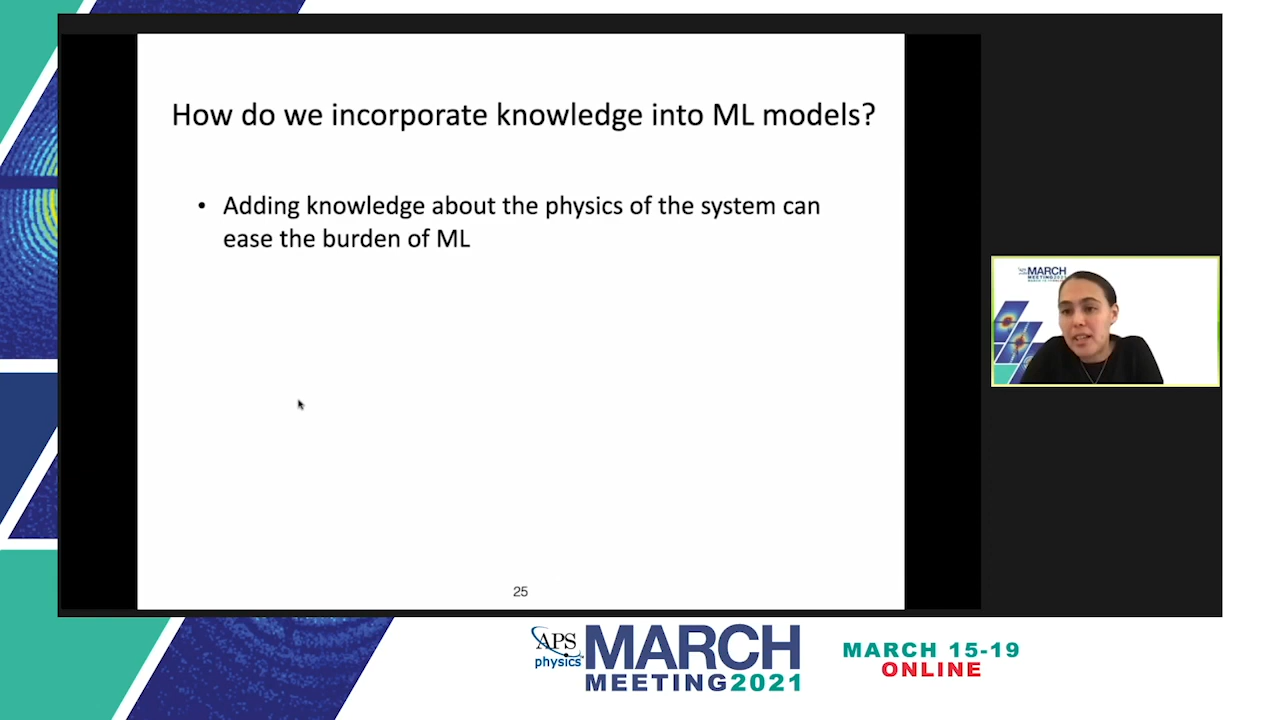 How do we incorporate knowledge into ML models?
• Adding knowledge about the physics of the system can
ease the burden of ML
25
MARCH
APS
physics
MARCH
MEETING2021
MARCH 15-19
ONLINE